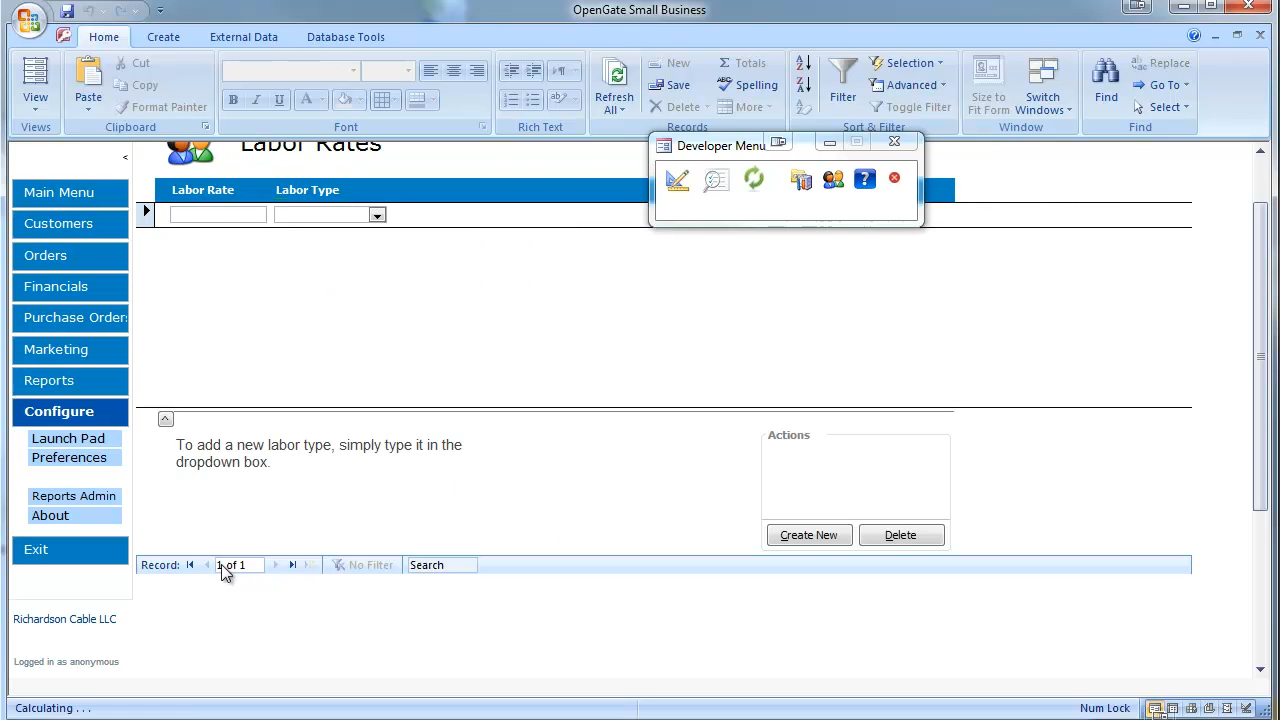 OpenGate Small Business
Home Create External Data Database Tools
View
Views
Paste
Cut
Copy
Format Painter
Clipboard
B I U A
Font
Rich Text
Refresh All
New
Save
Delete
Totals
Spelling
More
Records
Filter
Selection
Advanced
Toggle Filter
Sort & Filter
Size to Fit Form
Switch Windows
Window
Find
Replace
Go To
Select
Find
Labor Rates
Developer Menu
Labor Rate Labor Type
Main Menu
Customers
Orders
Financials
Purchase Order
Marketing
Reports
Configure
Launch Pad
Preferences
Reports Admin
About
Exit
Richardson Cable LLC
Logged in as anonymous
To add a new labor type, simply type it in the
dropdown box.
Actions
Create New Delete
Record: 1 of 1 No Filter Search
Calculating . . . Num Lock